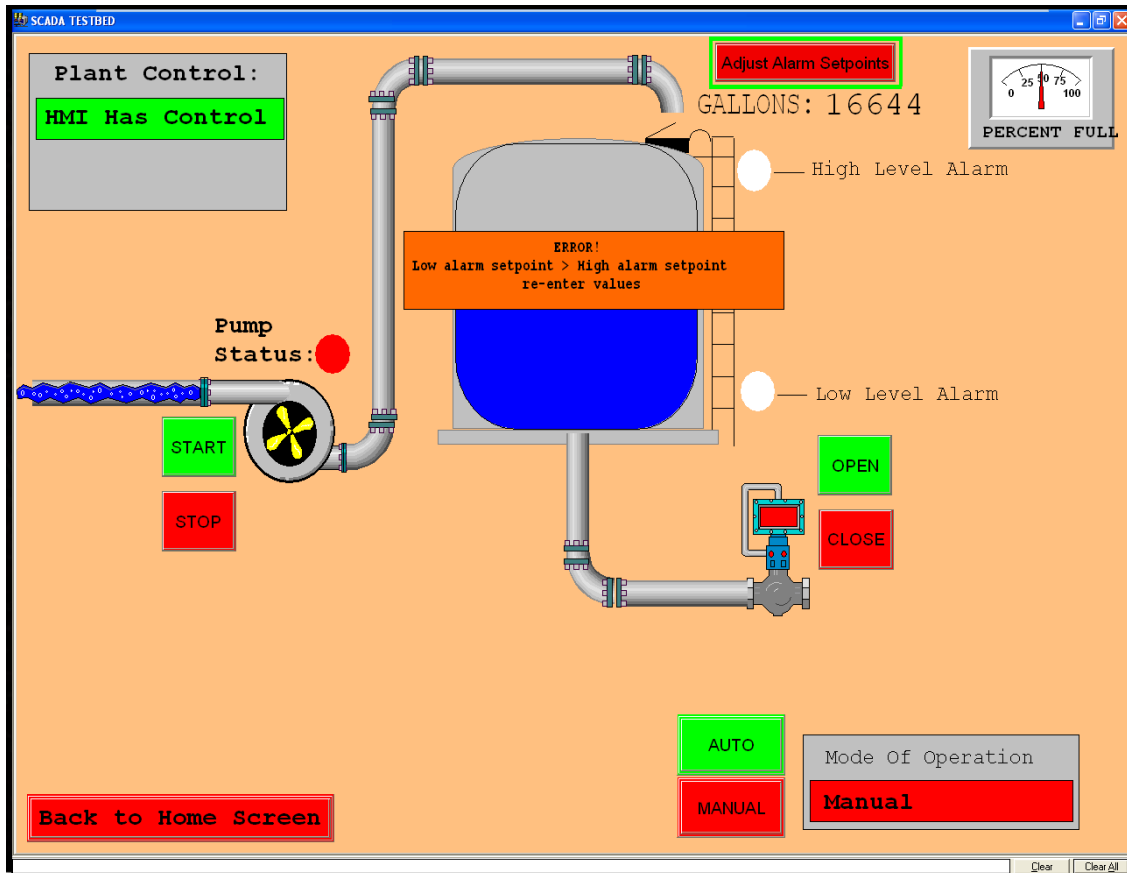 SCADA TESTBED
Plant Control:
HMI Has Control
Adjust Alarm Setpoints
GALLONS: 16644
0 25 50 75 100
PERCENT FULL
High Level Alarm
ERROR!
Low alarm setpoint > High alarm setpoint
re-enter values
Pump
Status:
Low Level Alarm
START
STOP
OPEN
CLOSE
AUTO
MANUAL
Mode Of Operation
Manual
Back to Home Screen
Clear
Clear All